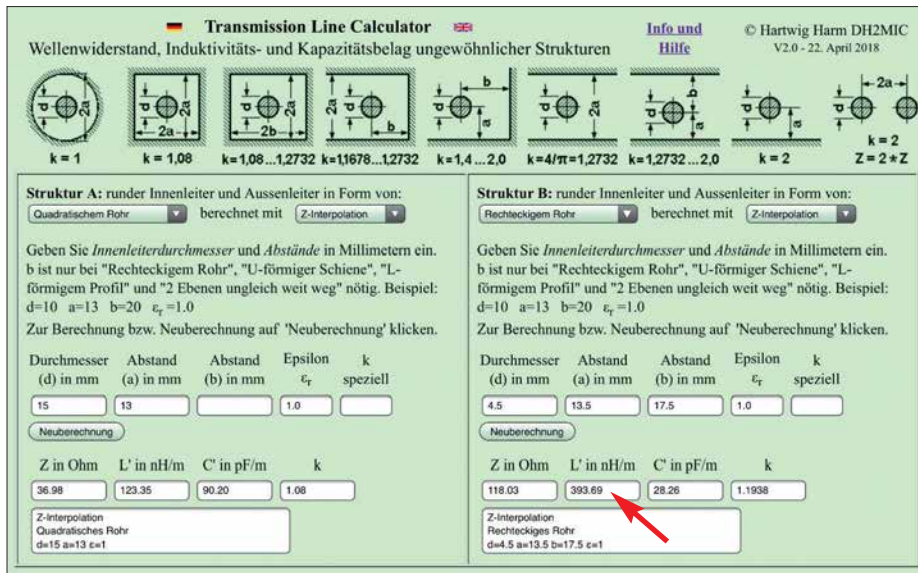 Transmission Line Calculator
Wellenwiderstand, Induktivitäts- und Kapazitätsbelag ungewöhnlicher Strukturen
Info und
Hilfe
© Hartwig Harm DH2MIC
V2.0 - 22. April 2018
d 2a
k = 1
d 2a 2a
k = 1,08
d 2a 2b
k=1,08...1,2732
d 2a b
k=1,1678...1,2732
d b a
k=1,4 ... 2,0
d 2a
k=4/π=1,2732
d b a
k=1,2732 ... 2,0
d a
k = 2
d 2a
k = 2
Z = 2*Z
Struktur A: runder Innenleiter und Aussenleiter in Form von:
Quadratischem Rohr berechnet mit Z-Interpolation
Geben Sie Innenleiterdurchmesser und Abstände in Millimetern ein.
b ist nur bei "Rechteckigem Rohr", "U-förmiger Schiene", "L-
förmigem Profil" und "2 Ebenen ungleich weit weg" nötig. Beispiel:
d=10 a=13 b=20 εr =1.0
Zur Berechnung bzw. Neuberechnung auf 'Neuberechnung' klicken.
Durchmesser Abstand Abstand Epsilon k
(d) in mm (a) in mm (b) in mm εr speziell
15 13 1.0
Neuberechnung
Z in Ohm L' in nH/m C' in pF/m k
36.98 123.35 90.20 1.08
Z-Interpolation
Quadratisches Rohr
d=15 a=13 ε=1
Struktur B: runder Innenleiter und Aussenleiter in Form von:
Rechteckigem Rohr berechnet mit Z-Interpolation
Geben Sie Innenleiterdurchmesser und Abstände in Millimetern ein.
b ist nur bei "Rechteckigem Rohr", "U-förmiger Schiene", "L-
förmigem Profil" und "2 Ebenen ungleich weit weg" nötig. Beispiel:
d=10 a=13 b=20 εr =1.0
Zur Berechnung bzw. Neuberechnung auf 'Neuberechnung' klicken.
Durchmesser Abstand Abstand Epsilon k
(d) in mm (a) in mm (b) in mm εr speziell
4.5 13.5 17.5 1.0
Neuberechnung
Z in Ohm L' in nH/m C' in pF/m k
118.03 393.69 28.26 1.1938
Z-Interpolation
Rechteckiges Rohr
d=4.5 a=13.5 b=17.5 ε=1